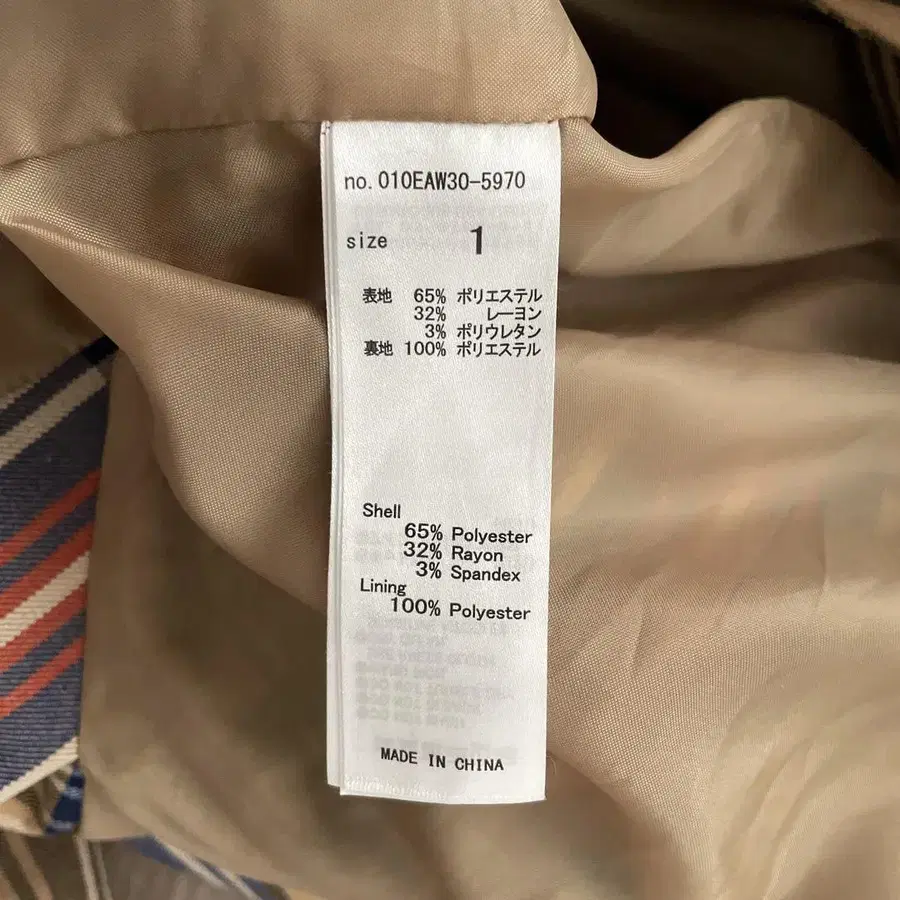 no. 010EAW30-5970
size 1
表地 65% ポリエステル
32% レーヨン
3% ポリウレタン
裏地 100% ポリエステル
Shell
65% Polyester
32% Rayon
3% Spandex
Lining
100% Polyester
MADE IN CHINA